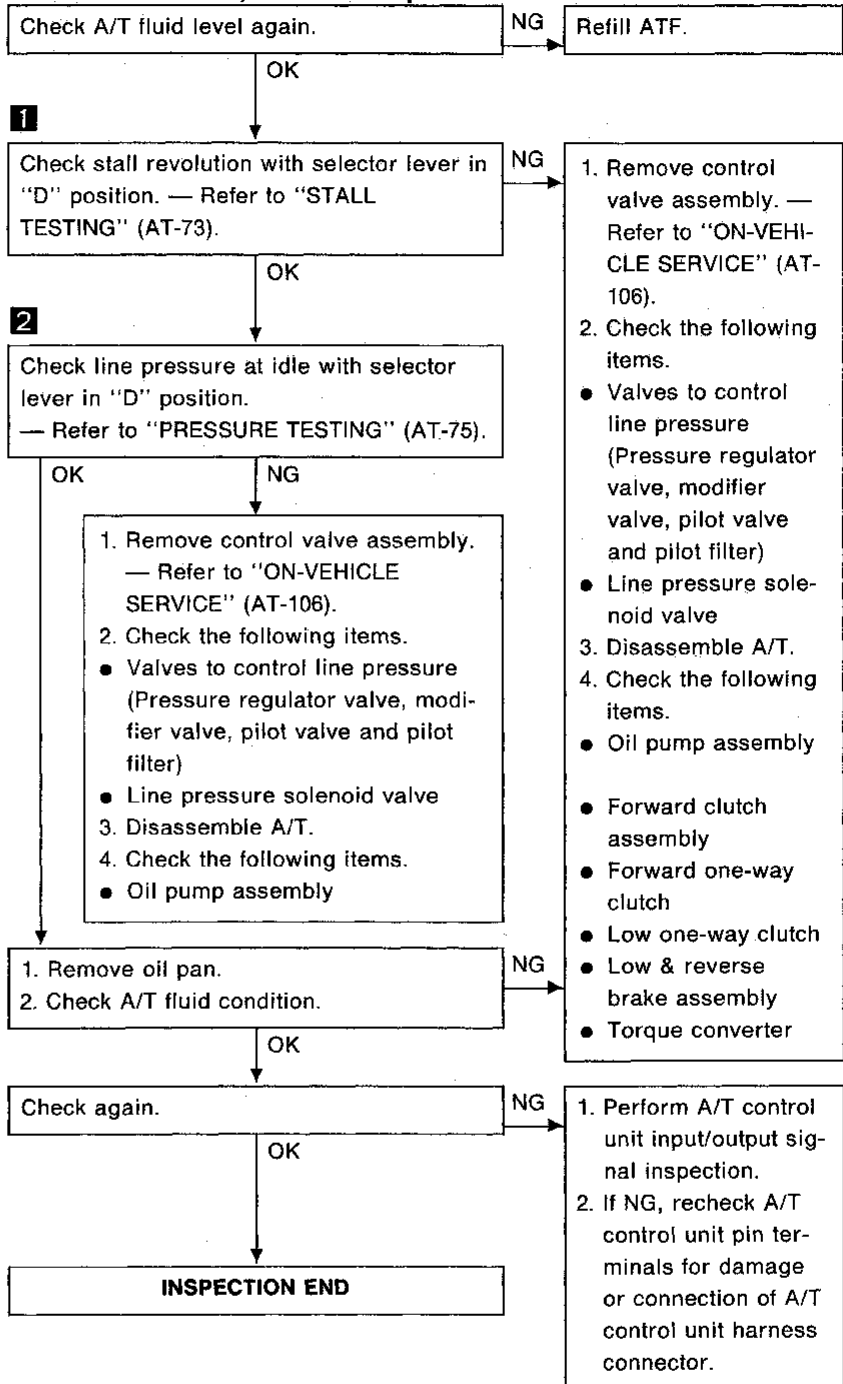 Check A/T fluid level again.
NG
Refill ATF.
OK
1
Check stall revolution with selector lever in
"D" position. — Refer to "STALL
TESTING" (AT-73).
NG
1. Remove control
valve assembly. —
Refer to "ON-VEHI-
CLE SERVICE" (AT-
106).
2. Check the following
items.
• Valves to control
line pressure
(Pressure regulator
valve, modifier
valve, pilot valve
and pilot filter)
• Line pressure sole-
noid valve
3. Disassemble A/T.
4. Check the following
items.
• Oil pump assembly
• Forward clutch
assembly
• Forward one-way
clutch
• Low one-way clutch
• Low & reverse
brake assembly
• Torque converter
OK
2
Check line pressure at idle with selector
lever in "D" position.
— Refer to "PRESSURE TESTING" (AT-75).
OK
NG
1. Remove control valve assembly.
— Refer to "ON-VEHICLE
SERVICE" (AT-106).
2. Check the following items.
• Valves to control line pressure
(Pressure regulator valve, modi-
fier valve, pilot valve and pilot
filter)
• Line pressure solenoid valve
3. Disassemble A/T.
4. Check the following items.
• Oil pump assembly
1. Remove oil pan.
2. Check A/T fluid condition.
NG
OK
Check again.
NG
1. Perform A/T control
unit input/output sig-
nal inspection.
2. If NG, recheck A/T
control unit pin ter-
minals for damage
or connection of A/T
control unit harness
connector.
OK
INSPECTION END